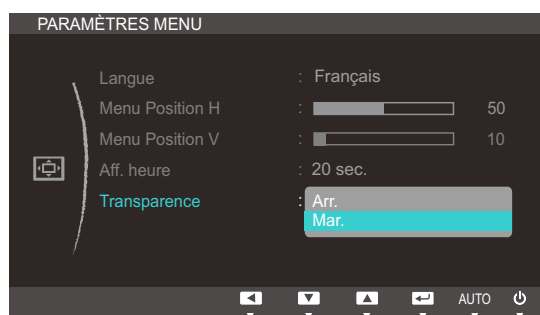 PARAMÈTRES MENU
Langue : Français
Menu Position H : 50
Menu Position V : 10
Aff. heure : 20 sec.
Transparence : Arr.
Mar.
AUTO